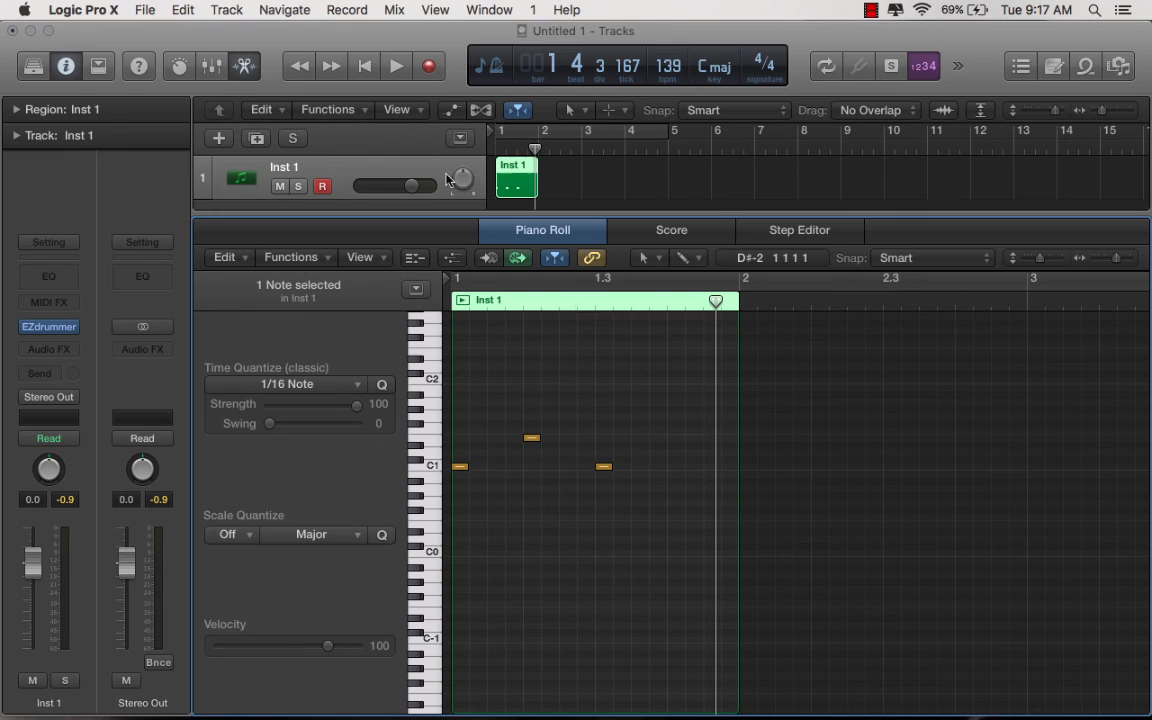 Logic Pro X File Edit Track Navigate Record Mix View Window 1 Help 69% Tue 9:17 AM
Untitled 1 - Tracks
001 4 3 167 139 C maj 4/4
bar beat div tick bpm key signature
S 1234
Region: Inst 1
Track: Inst 1
Edit Functions View Snap: Smart Drag: No Overlap
S
1 2 3 4 5 6 7 8 9 10 11 12 13 14 15
1 Inst 1
M S R
L R
Inst 1
Piano Roll Score Step Editor
Edit Functions View D#-2 1 1 1 1 Snap: Smart
1 1.3 2 2.3 3
1 Note selected
in Inst 1
Inst 1
Time Quantize (classic)
1/16 Note Q
Strength 100
Swing 0
Scale Quantize
Off Major Q
Velocity
100
C2
C1
C0
C-1
Setting Setting
EQ EQ
MIDI FX
EZdrummer
Audio FX Audio FX
Send
Stereo Out
Read Read
0.0 -0.9 0.0 -0.9
Bnce
M S M
Inst 1 Stereo Out